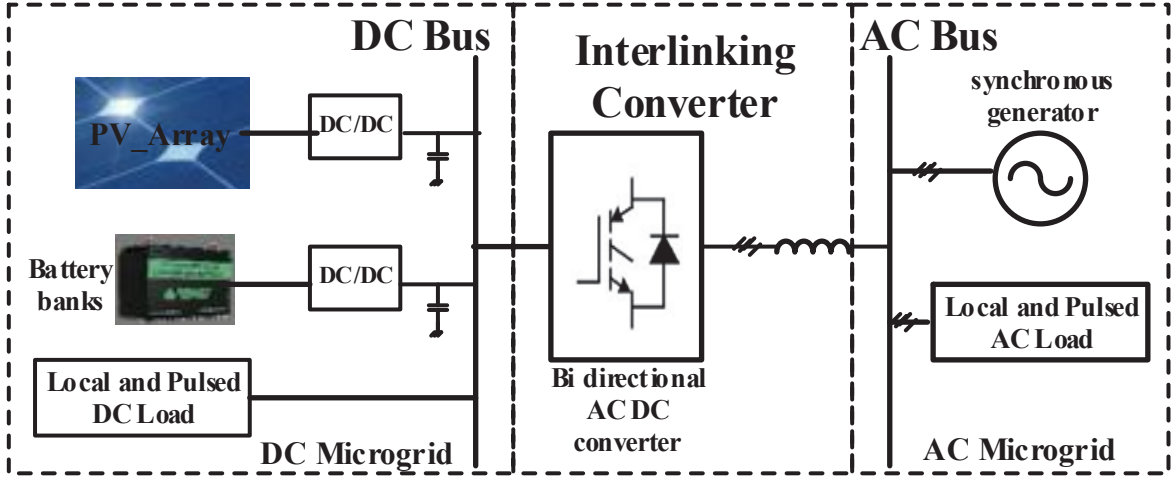 DC Bus
PV_Array
DC/DC
Battery
banks
DC/DC
Local and Pulsed
DC Load
DC Microgrid
Interlinking
Converter
Bi directional
AC DC
converter
AC Bus
synchronous
generator
Local and Pulsed
AC Load
AC Microgrid